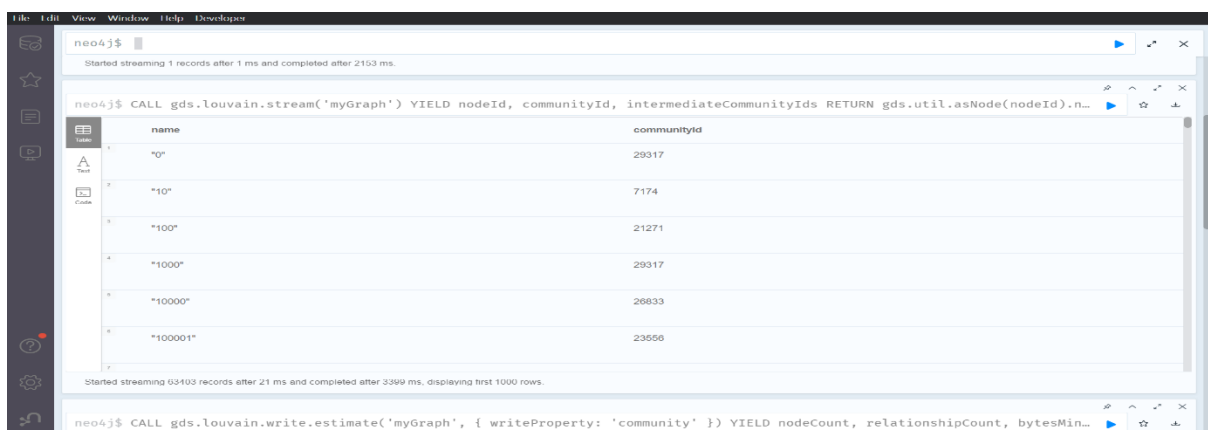 File Edit View Window Help Developer
neo4j$
Started streaming 1 records after 1 ms and completed after 2153 ms.
neo4j$ CALL gds.louvain.stream('myGraph') YIELD nodeId, communityId, intermediateCommunityIds RETURN gds.util.asNode(nodeId).n…
Table
name communityId
1 "0" 29317
A
Text
2 "10" 7174
Code
3 "100" 21271
4 "1000" 29317
5 "10000" 26833
6 "100001" 23556
7
Started streaming 63403 records after 21 ms and completed after 3399 ms, displaying first 1000 rows.
neo4j$ CALL gds.louvain.write.estimate('myGraph', { writeProperty: 'community' }) YIELD nodeCount, relationshipCount, bytesMin…